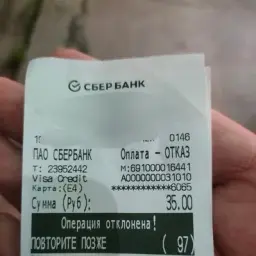 СБЕРБАНК
0146
ПАО СБЕРБАНК Оплата – ОТКАЗ
Т: 23952442 М:691000016441
Visa Credit A0000000031010
Карта:(E4) ************6065
Сумма (Руб): 35.00
Операция отклонена!
ПОВТОРИТЕ ПОЗЖЕ ( 97)